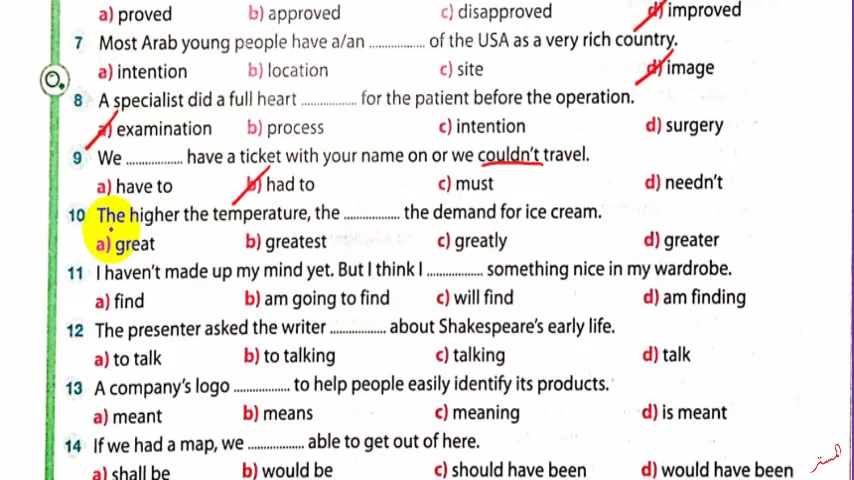 a) proved b) approved c) disapproved d) improved
7 Most Arab young people have a/an ................ of the USA as a very rich country.
a) intention b) location c) site d) image
O.
8 A specialist did a full heart ................ for the patient before the operation.
a) examination b) process c) intention d) surgery
9 We ................ have a ticket with your name on or we couldn't travel.
a) have to b) had to c) must d) needn't
10 The higher the temperature, the ................ the demand for ice cream.
a) great b) greatest c) greatly d) greater
11 I haven't made up my mind yet. But I think I ................ something nice in my wardrobe.
a) find b) am going to find c) will find d) am finding
12 The presenter asked the writer ................ about Shakespeare's early life.
a) to talk b) to talking c) talking d) talk
13 A company's logo ................ to help people easily identify its products.
a) meant b) means c) meaning d) is meant
14 If we had a map, we ................ able to get out of here.
a) shall be b) would be c) should have been d) would have been
المستر